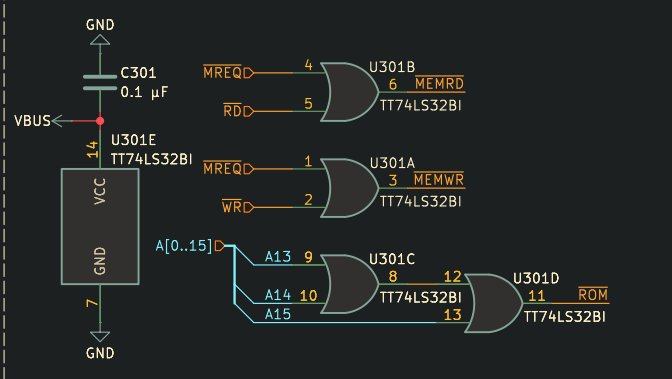 GND
C301
0.1 µF
VBUS
U301E
TT74LS32BI
14
VCC
GND
7
GND
MREQ
4
RD
5
U301B
6
MEMRD
TT74LS32BI
MREQ
1
WR
2
U301A
3
MEMWR
TT74LS32BI
A[0..15]
A13
9
A14
10
A15
U301C
8
TT74LS32BI
12
13
U301D
11
ROM
TT74LS32BI